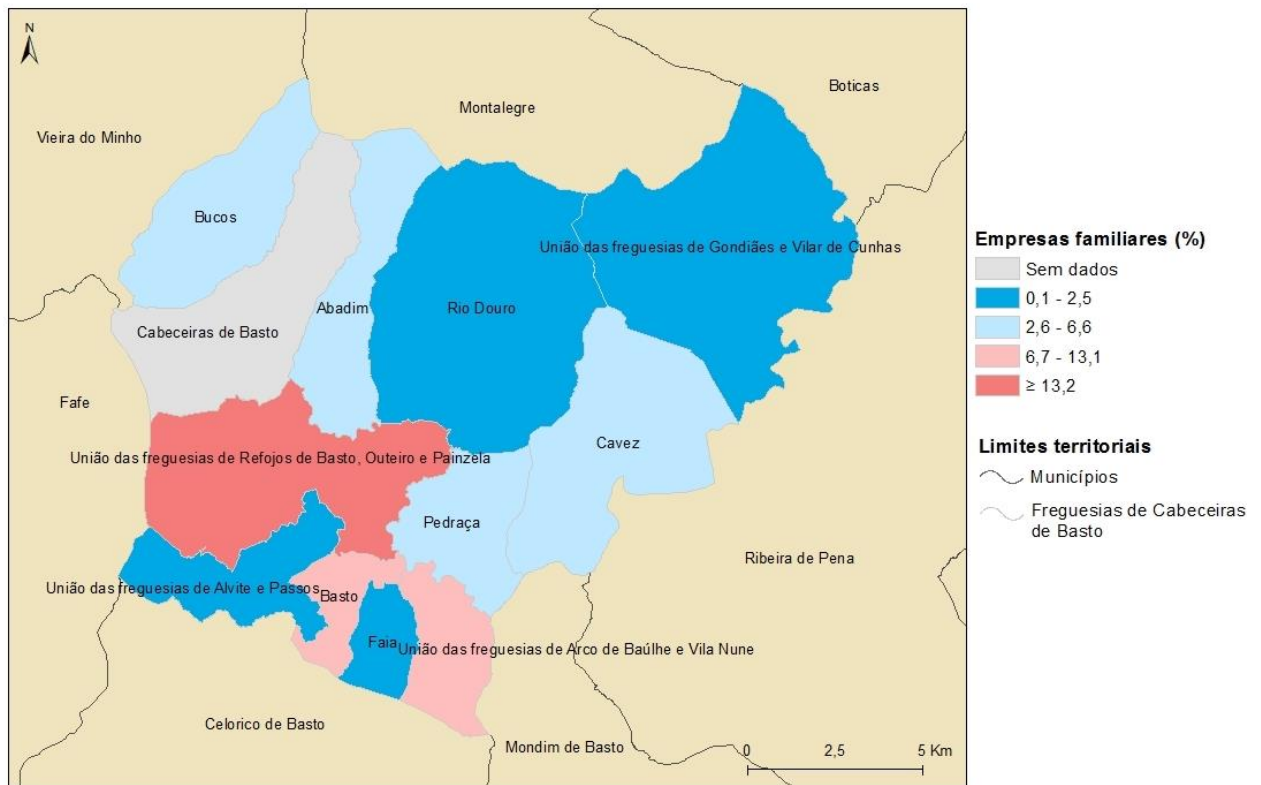 N
Boticas
Montalegre
Vieira do Minho
Bucos
União das freguesias de Gondiães e Vilar de Cunhas
Abadim
Rio Douro
Cabeceiras de Basto
Fafe
Cavez
União das freguesias de Refojos de Basto, Outeiro e Painzela
Pedraça
Ribeira de Pena
União das freguesias de Alvite e Passos
Basto
Faia
União das freguesias de Arco de Baúlhe e Vila Nune
Celorico de Basto
Mondim de Basto
0 2,5 5 Km
Empresas familiares (%)
Sem dados
0,1 - 2,5
2,6 - 6,6
6,7 - 13,1
≥ 13,2
Limites territoriais
Municípios
Freguesias de Cabeceiras
de Basto